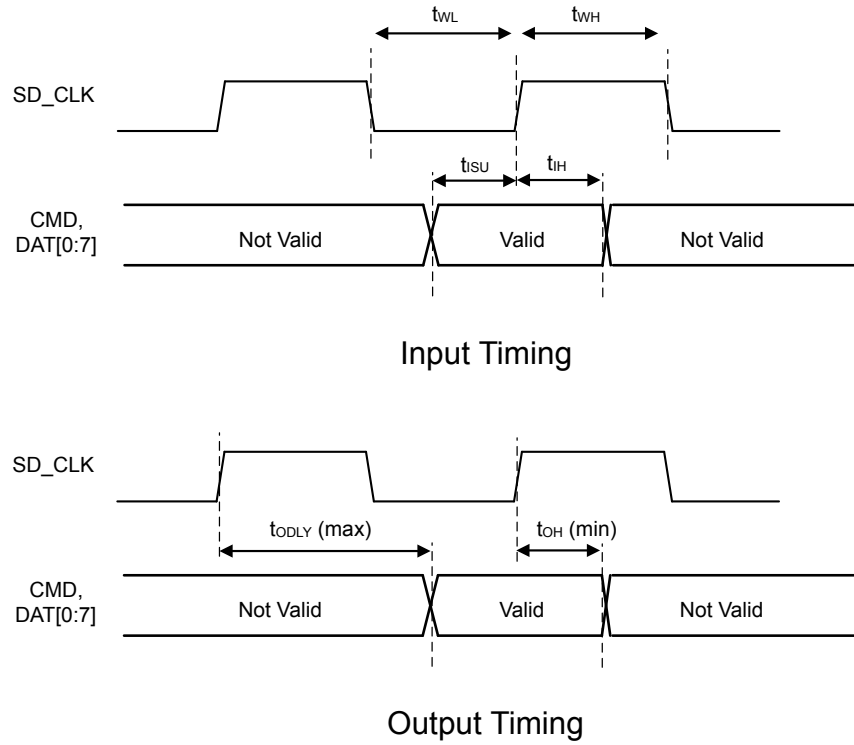 tWL tWH
SD_CLK
tISU tIH
CMD,
DAT[0:7]
Not Valid Valid Not Valid
Input Timing
SD_CLK
tODLY (max) tOH (min)
CMD,
DAT[0:7]
Not Valid Valid Not Valid
Output Timing